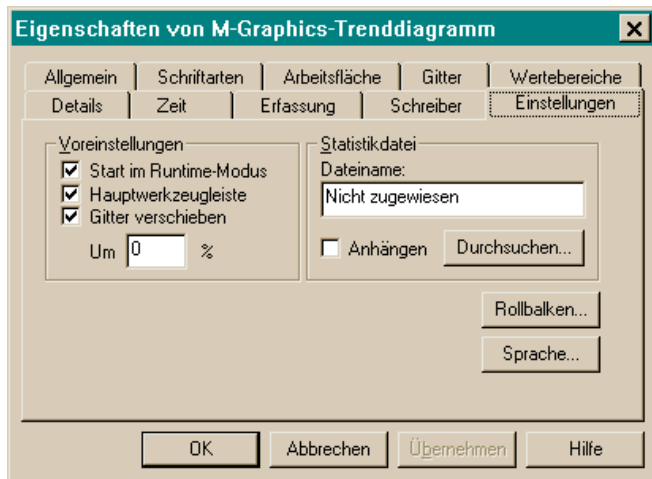 Eigenschaften von M-Graphics-Trenddiagramm
Allgemein Schriftarten Arbeitsfläche Gitter Wertebereiche
Details Zeit Erfassung Schreiber Einstellungen
Voreinstellungen
Start im Runtime-Modus
Hauptwerkzeugleiste
Gitter verschieben
Um 0 %
Statistikdatei
Dateiname:
Nicht zugewiesen
Anhängen Durchsuchen...
Rollbalken...
Sprache...
OK Abbrechen Übernehmen Hilfe